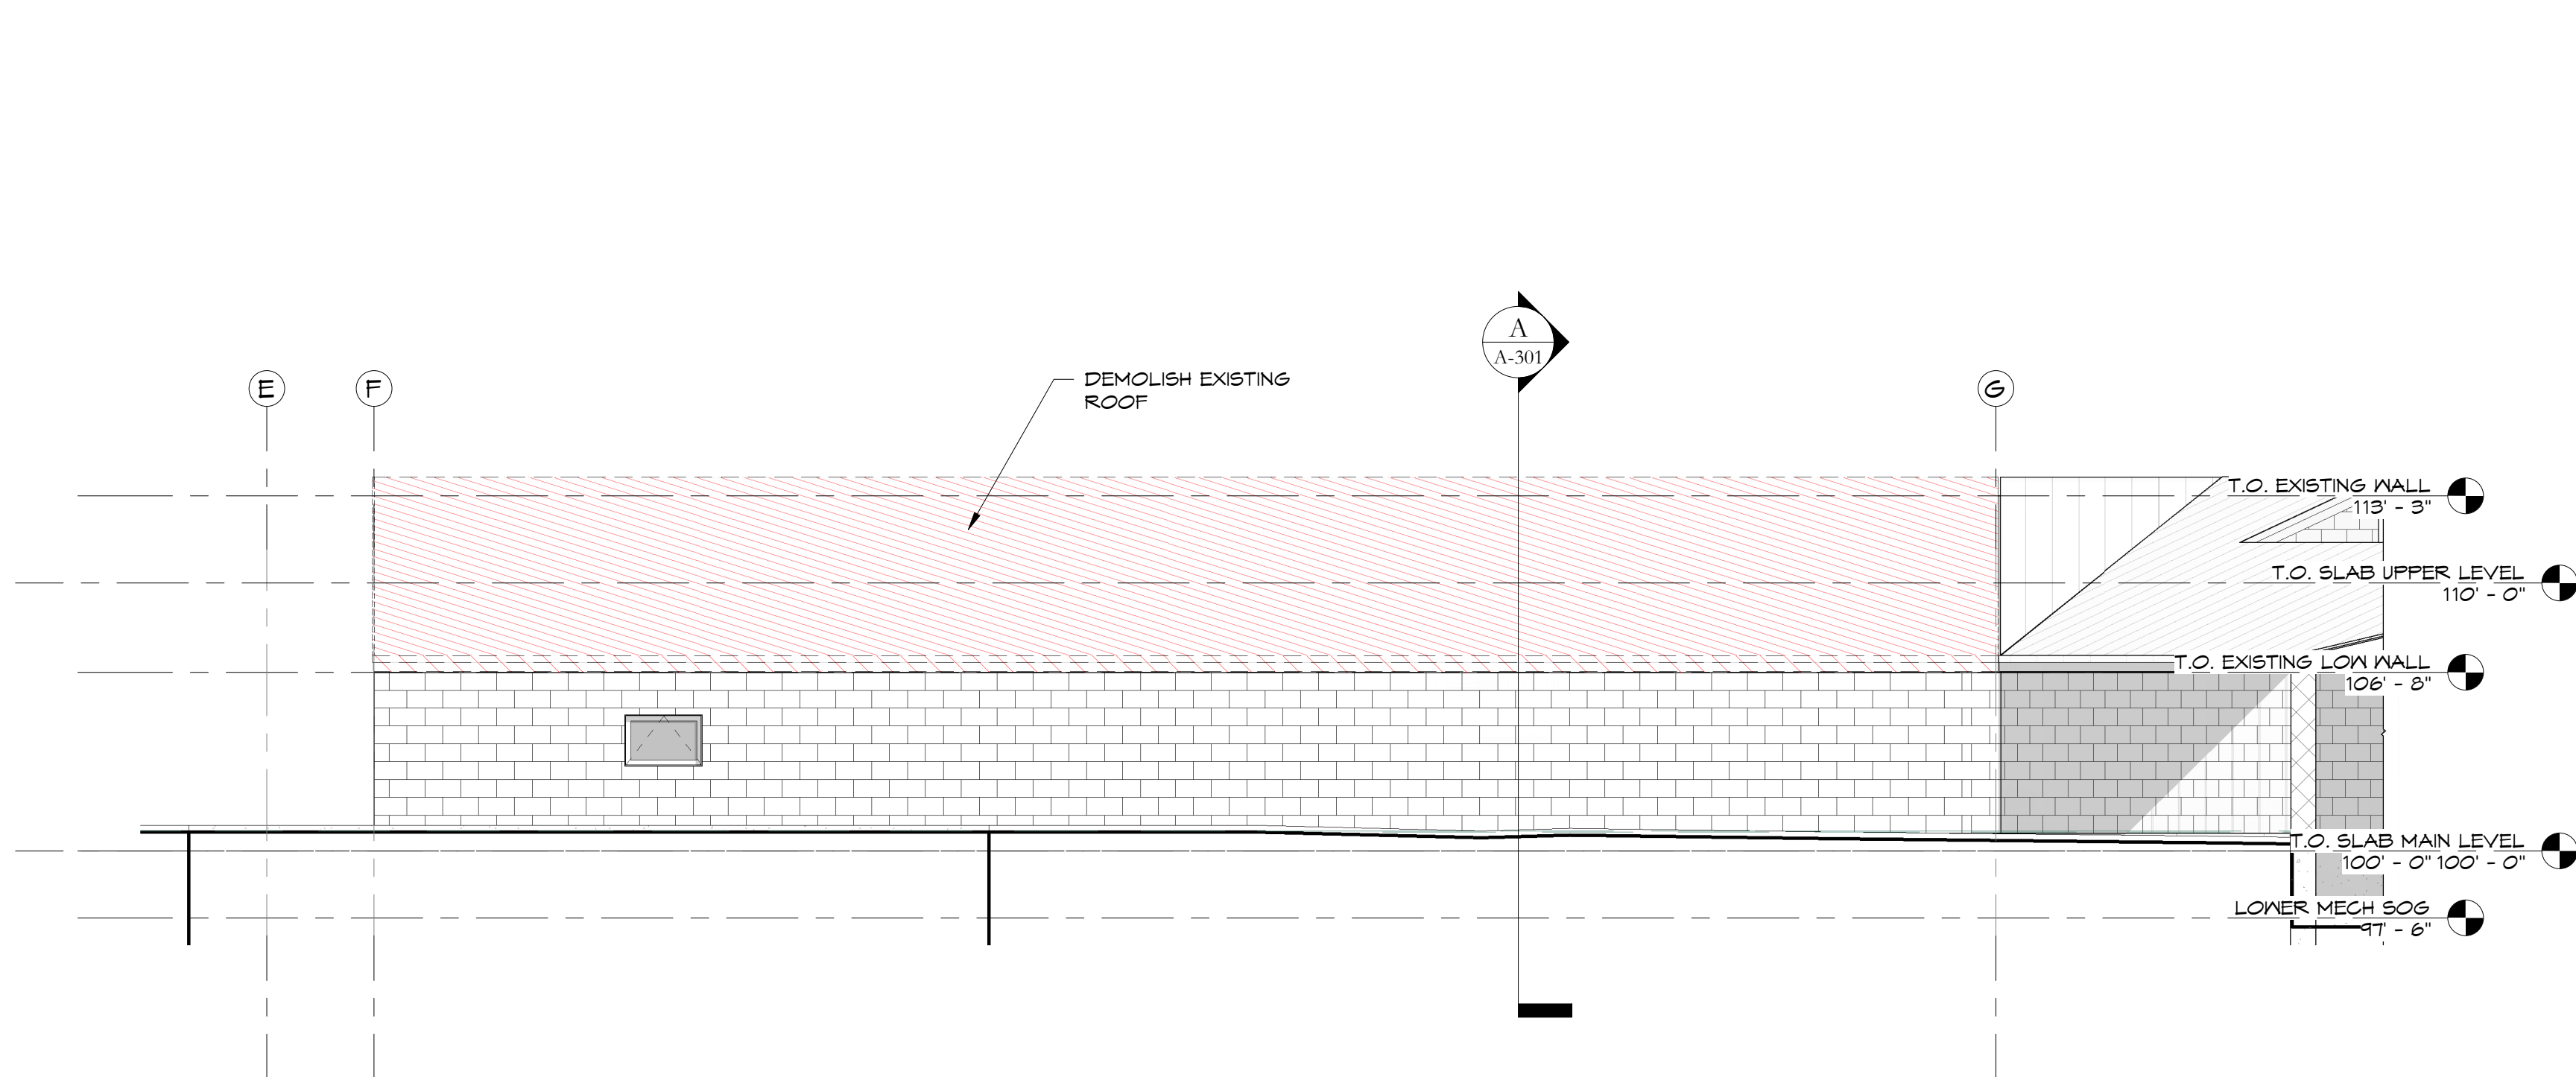 A
A-301
E
F
DEMOLISH EXISTING
ROOF
G
T.O. EXISTING WALL
113' - 3"
T.O. SLAB UPPER LEVEL
110' - 0"
T.O. EXISTING LOW WALL
106' - 8"
T.O. SLAB MAIN LEVEL
100' - 0" 100' - 0"
LOWER MECH SOG
97' - 6"